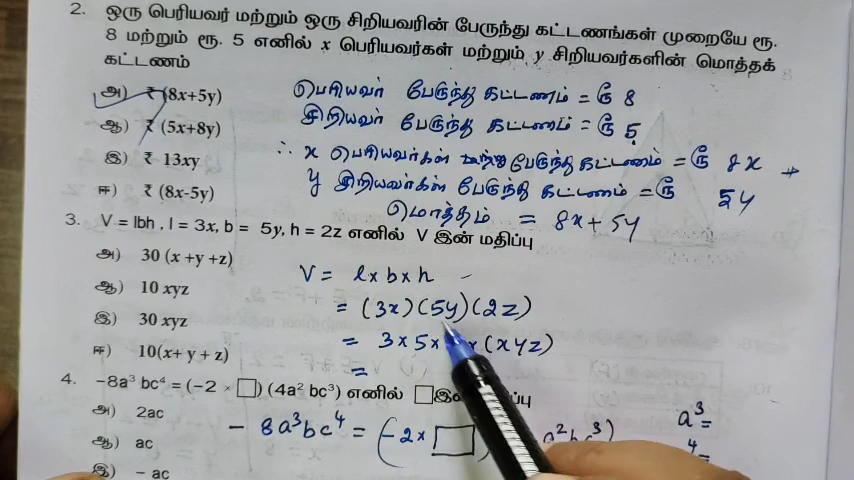 2. ஒரு பெரியவர் மற்றும் ஒரு சிறியவரின் பேருந்து கட்டணங்கள் முறையே ரூ.
8 மற்றும் ரூ. 5 எனில் x பெரியவர்கள் மற்றும் y சிறியவர்களின் மொத்தக்
கட்டணம்
அ) ₹ (8x+5y)
ஆ) ₹ (5x+8y)
இ) ₹ 13xy
ஈ) ₹ (8x-5y)
பெரியவர் பேருந்து கட்டணம் = ரூ 8
சிறியவர் பேருந்து கட்டணம் = ரூ 5
∴ x பெரியவர்கள் பேருந்து கட்டணம் = ரூ 8x
y சிறியவர்கள் பேருந்து கட்டணம் = ரூ 5y
மொத்தம் = 8x+5y
3. V = lbh , l = 3x, b = 5y, h = 2z எனில் V இன் மதிப்பு
அ) 30 (x +y +z)
ஆ) 10 xyz
இ) 30 xyz
ஈ) 10(x+ y + z)
V = l×b×h
= (3x)(5y)(2z)
= 3×5× × (xyz)
=
4. -8a³ bc⁴ = (-2 × □) (4a² bc³) எனில் □
அ) 2ac
ஆ) ac
இ) - ac
- 8a³bc⁴ = (-2× □ a²bc³)
a³=
⁴=